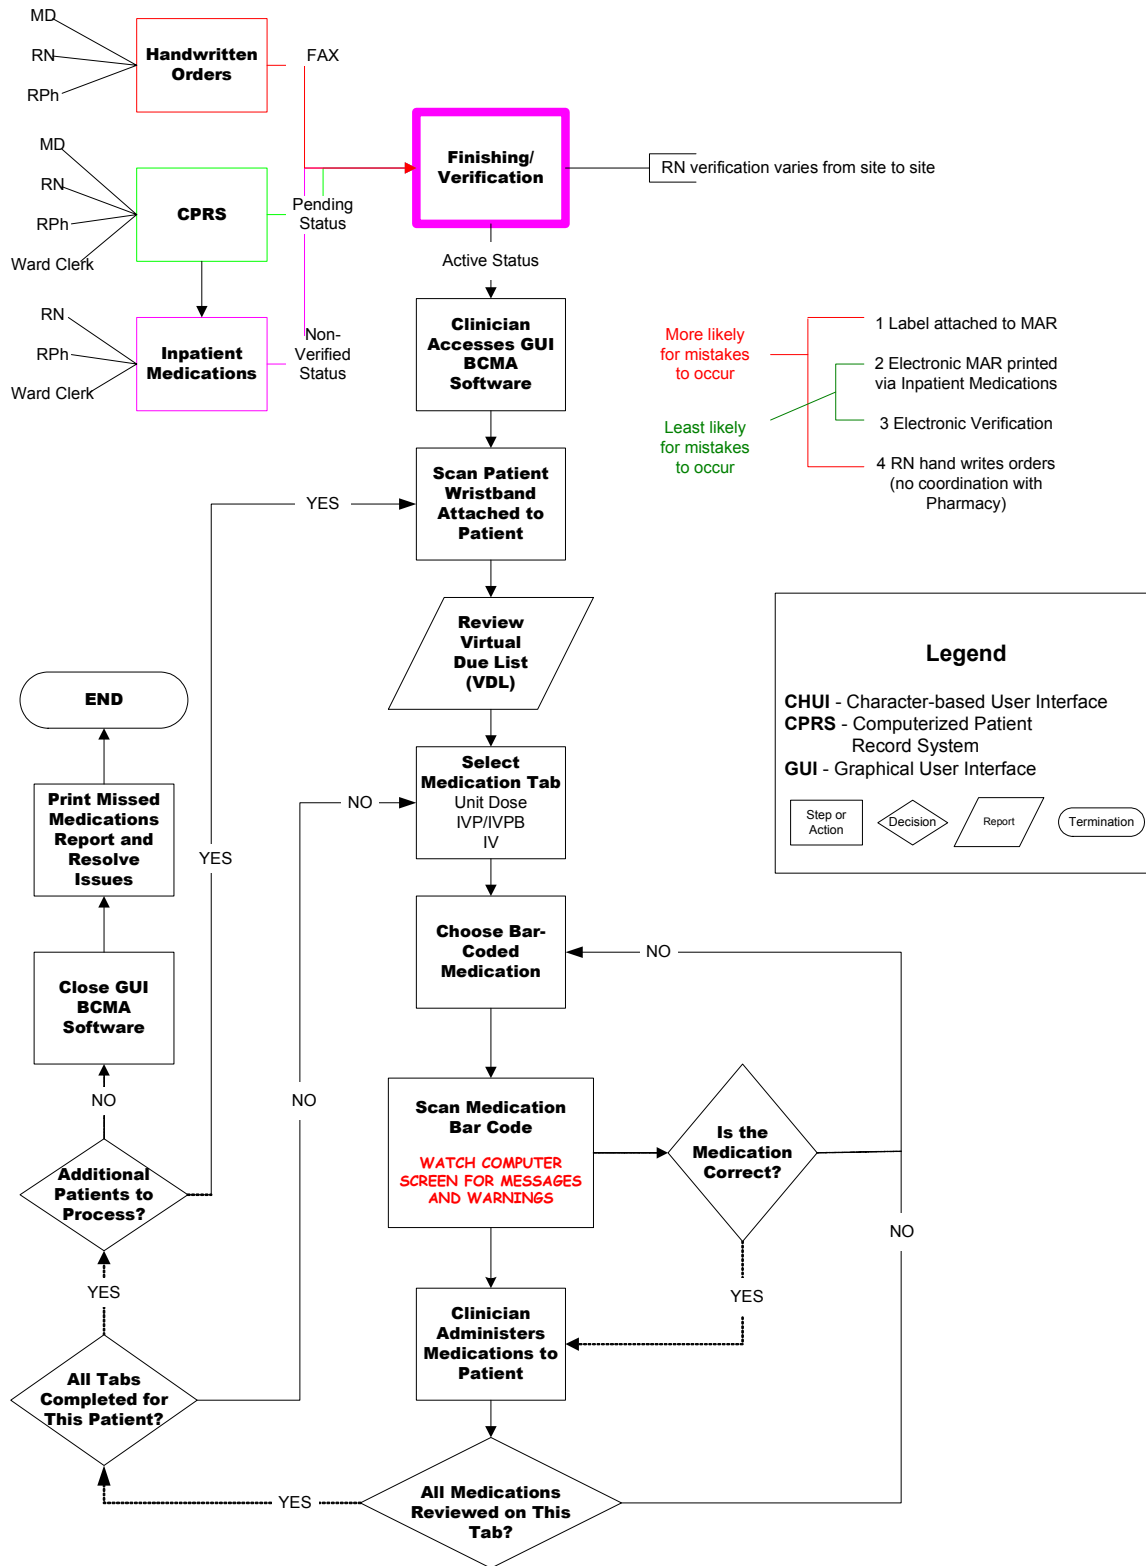 MD
RN
RPh
Handwritten
Orders
FAX
MD
RN
RPh
Ward Clerk
CPRS
Pending
Status
RN
RPh
Ward Clerk
Inpatient
Medications
Non-
Verified
Status
Finishing/
Verification
RN verification varies from site to site
Active Status
Clinician
Accesses GUI
BCMA
Software
More likely
for mistakes
to occur
Least likely
for mistakes
to occur
1 Label attached to MAR
2 Electronic MAR printed
via Inpatient Medications
3 Electronic Verification
4 RN hand writes orders
(no coordination with
Pharmacy)
YES
Scan Patient
Wristband
Attached to
Patient
Review
Virtual
Due List
(VDL)
Legend
CHUI - Character-based User Interface
CPRS - Computerized Patient
Record System
GUI - Graphical User Interface
Step or
Action
Decision
Report
Termination
END
Print Missed
Medications
Report and
Resolve
Issues
YES
NO
Select
Medication Tab
Unit Dose
IVP/IVPB
IV
Choose Bar-
Coded
Medication
NO
Close GUI
BCMA
Software
NO
NO
Scan Medication
Bar Code
WATCH COMPUTER
SCREEN FOR MESSAGES
AND WARNINGS
Is the
Medication
Correct?
NO
YES
Additional
Patients to
Process?
YES
Clinician
Administers
Medications to
Patient
All Tabs
Completed for
This Patient?
YES
All Medications
Reviewed on This
Tab?